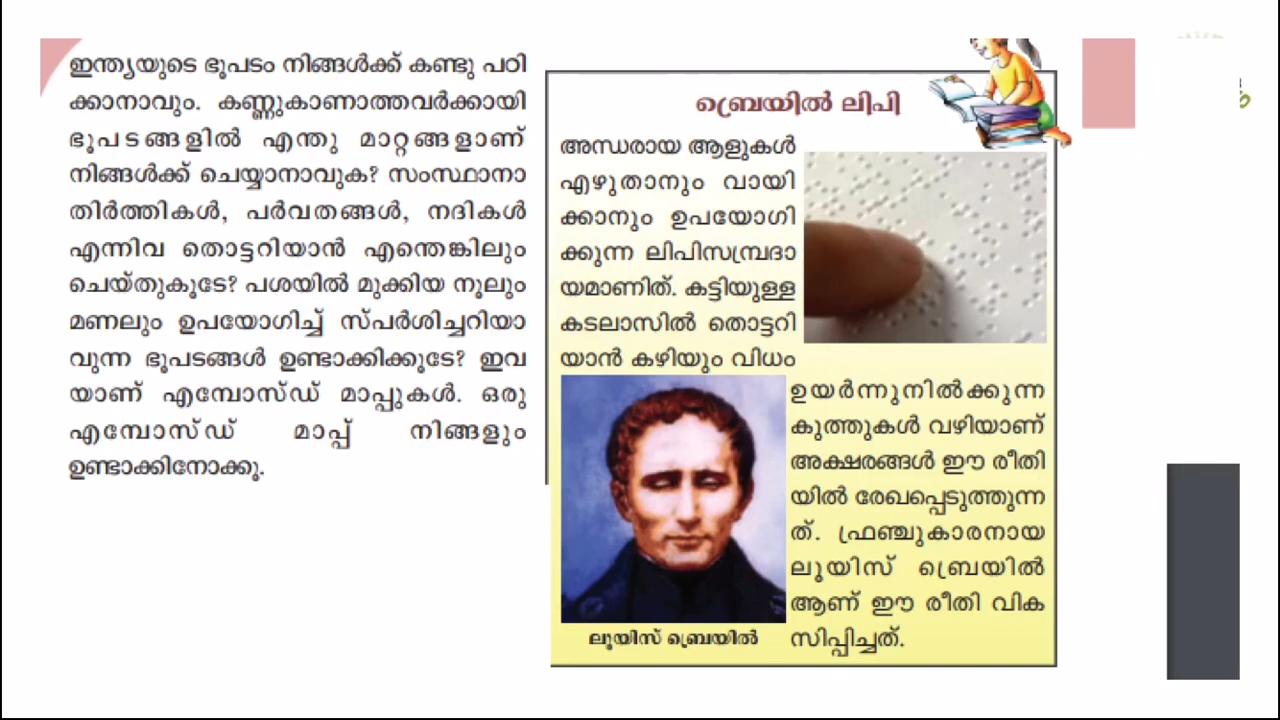 ഇന്ത്യയുടെ ഭൂപടം നിങ്ങൾക്ക് കണ്ടു പഠി
ക്കാനാവും. കണ്ണുകാണാത്തവർക്കായി
ഭൂപടങ്ങളിൽ എന്തു മാറ്റങ്ങളാണ്
നിങ്ങൾക്ക് ചെയ്യാനാവുക? സംസ്ഥാനാ
തിർത്തികൾ, പർവതങ്ങൾ, നദികൾ
എന്നിവ തൊട്ടറിയാൻ എന്തെങ്കിലും
ചെയ്തുകൂടേ? പശയിൽ മുക്കിയ നൂലും
മണലും ഉപയോഗിച്ച് സ്പർശിച്ചറിയാ
വുന്ന ഭൂപടങ്ങൾ ഉണ്ടാക്കിക്കൂടേ? ഇവ
യാണ് എമ്പോസ്ഡ് മാപ്പുകൾ. ഒരു
എമ്പോസ്ഡ് മാപ്പ് നിങ്ങളും
ഉണ്ടാക്കിനോക്കൂ.
ബ്രെയിൽ ലിപി
അന്ധരായ ആളുകൾ
എഴുതാനും വായി
ക്കാനും ഉപയോഗി
ക്കുന്ന ലിപിസമ്പ്രദാ
യമാണിത്. കട്ടിയുള്ള
കടലാസിൽ തൊട്ടറി
യാൻ കഴിയും വിധം
ഉയർന്നുനിൽക്കുന്ന
കുത്തുകൾ വഴിയാണ്
അക്ഷരങ്ങൾ ഈ രീതി
യിൽ രേഖപ്പെടുത്തുന്ന
ത്. ഫ്രഞ്ചുകാരനായ
ലൂയിസ് ബ്രെയിൽ
ആണ് ഈ രീതി വിക
സിപ്പിച്ചത്.
ലൂയിസ് ബ്രെയിൽ